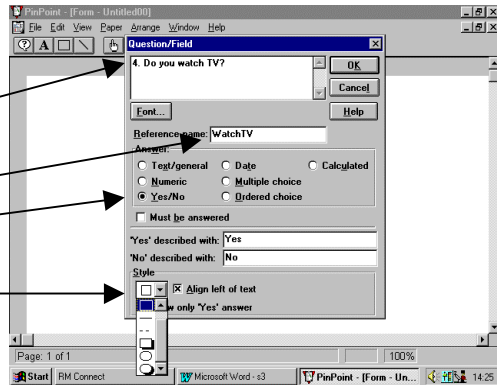 PinPoint - [Form - Untitled00]
File Edit View Paper Arrange Window Help
A
Question/Field
4. Do you watch TV?
OK
Cancel
Font...
Help
Reference name: WatchTV
Answer:
Text/general Date Calculated
Numeric Multiple choice
Yes/No Ordered choice
Must be answered
'Yes' described with: Yes
'No' described with: No
Style
Align left of text
only 'Yes' answer
Page: 1 of 1 100%
Start RM Connect Microsoft Word - s3 PinPoint - [Form - Un... 14:25